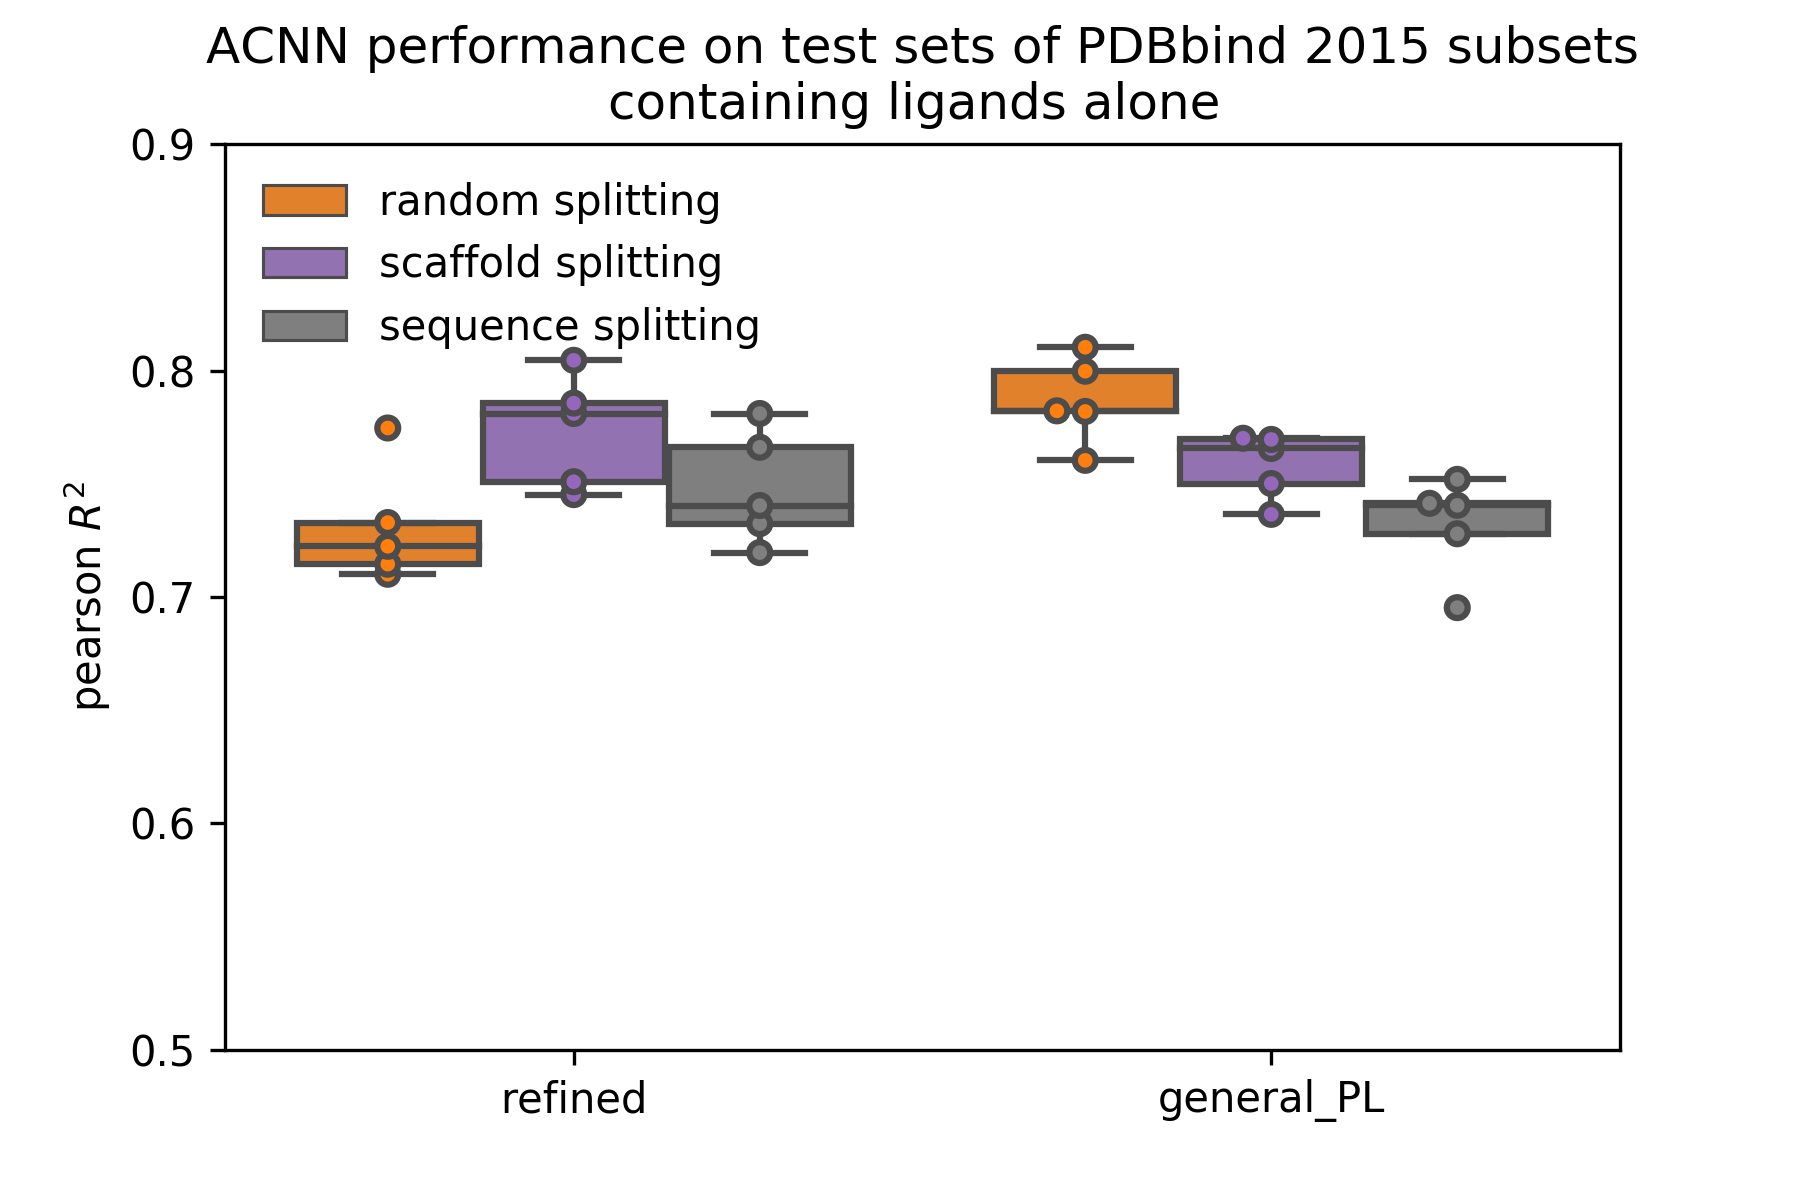 ACNN performance on test sets of PDBbind 2015 subsets
containing ligands alone
0.9
0.8
0.7
0.6
0.5
pearson R²
random splitting
scaffold splitting
sequence splitting
refined
general_PL